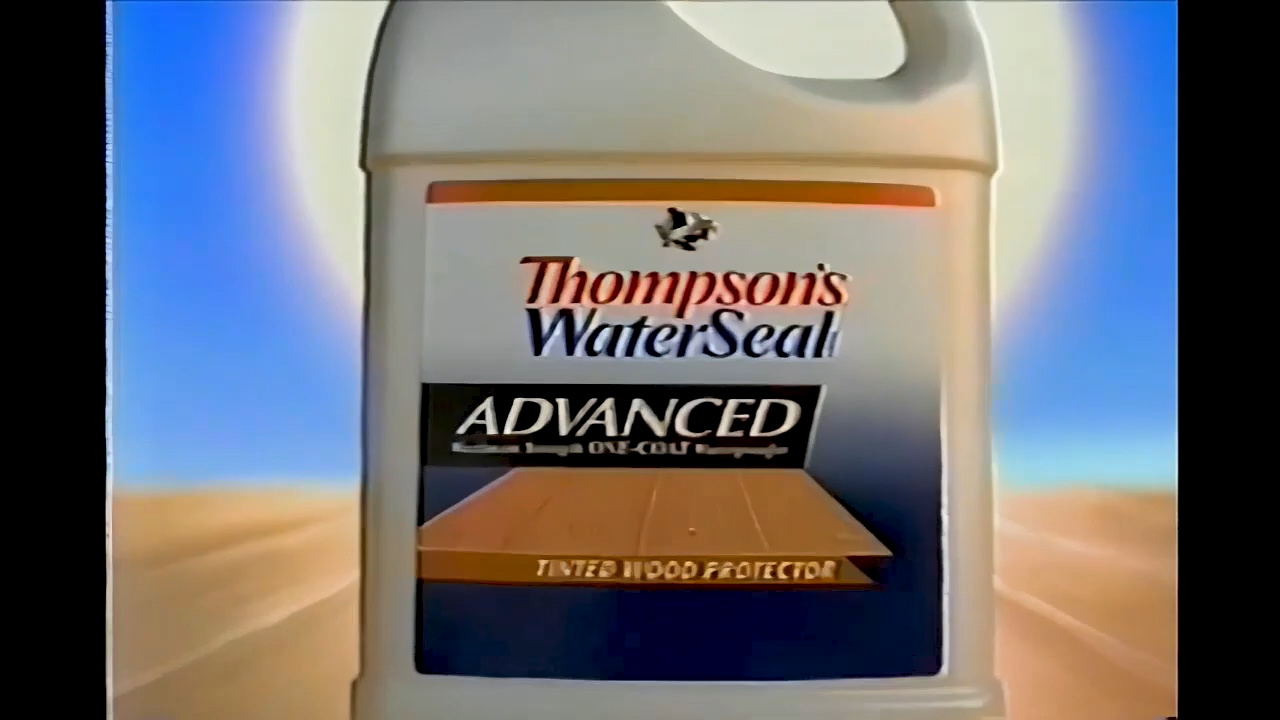 Thompson's
WaterSeal
ADVANCED
ONE-COAT
TINTED WOOD PROTECTOR